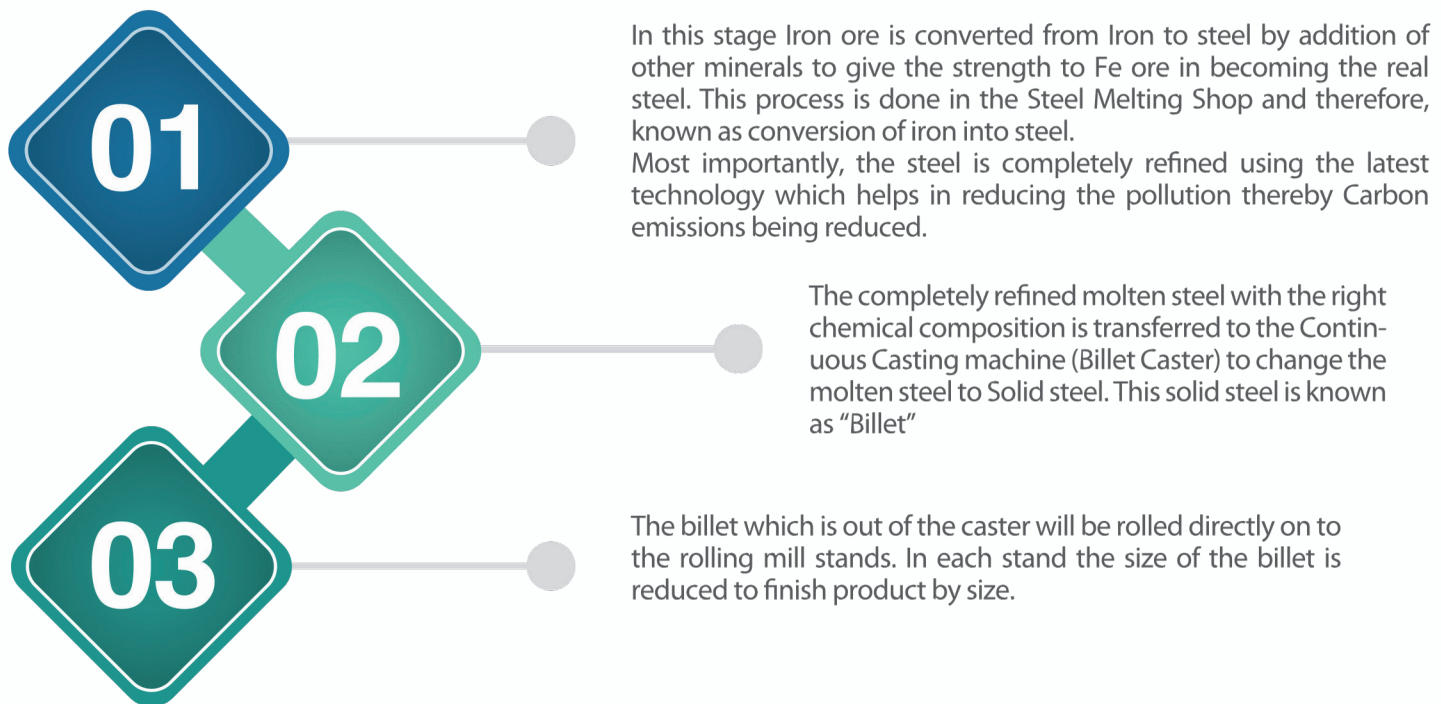 01
In this stage Iron ore is converted from Iron to steel by addition of
other minerals to give the strength to Fe ore in becoming the real
steel. This process is done in the Steel Melting Shop and therefore,
known as conversion of iron into steel.
Most importantly, the steel is completely refined using the latest
technology which helps in reducing the pollution thereby Carbon
emissions being reduced.
02
The completely refined molten steel with the right
chemical composition is transferred to the Contin-
uous Casting machine (Billet Caster) to change the
molten steel to Solid steel. This solid steel is known
as “Billet”
03
The billet which is out of the caster will be rolled directly on to
the rolling mill stands. In each stand the size of the billet is
reduced to finish product by size.